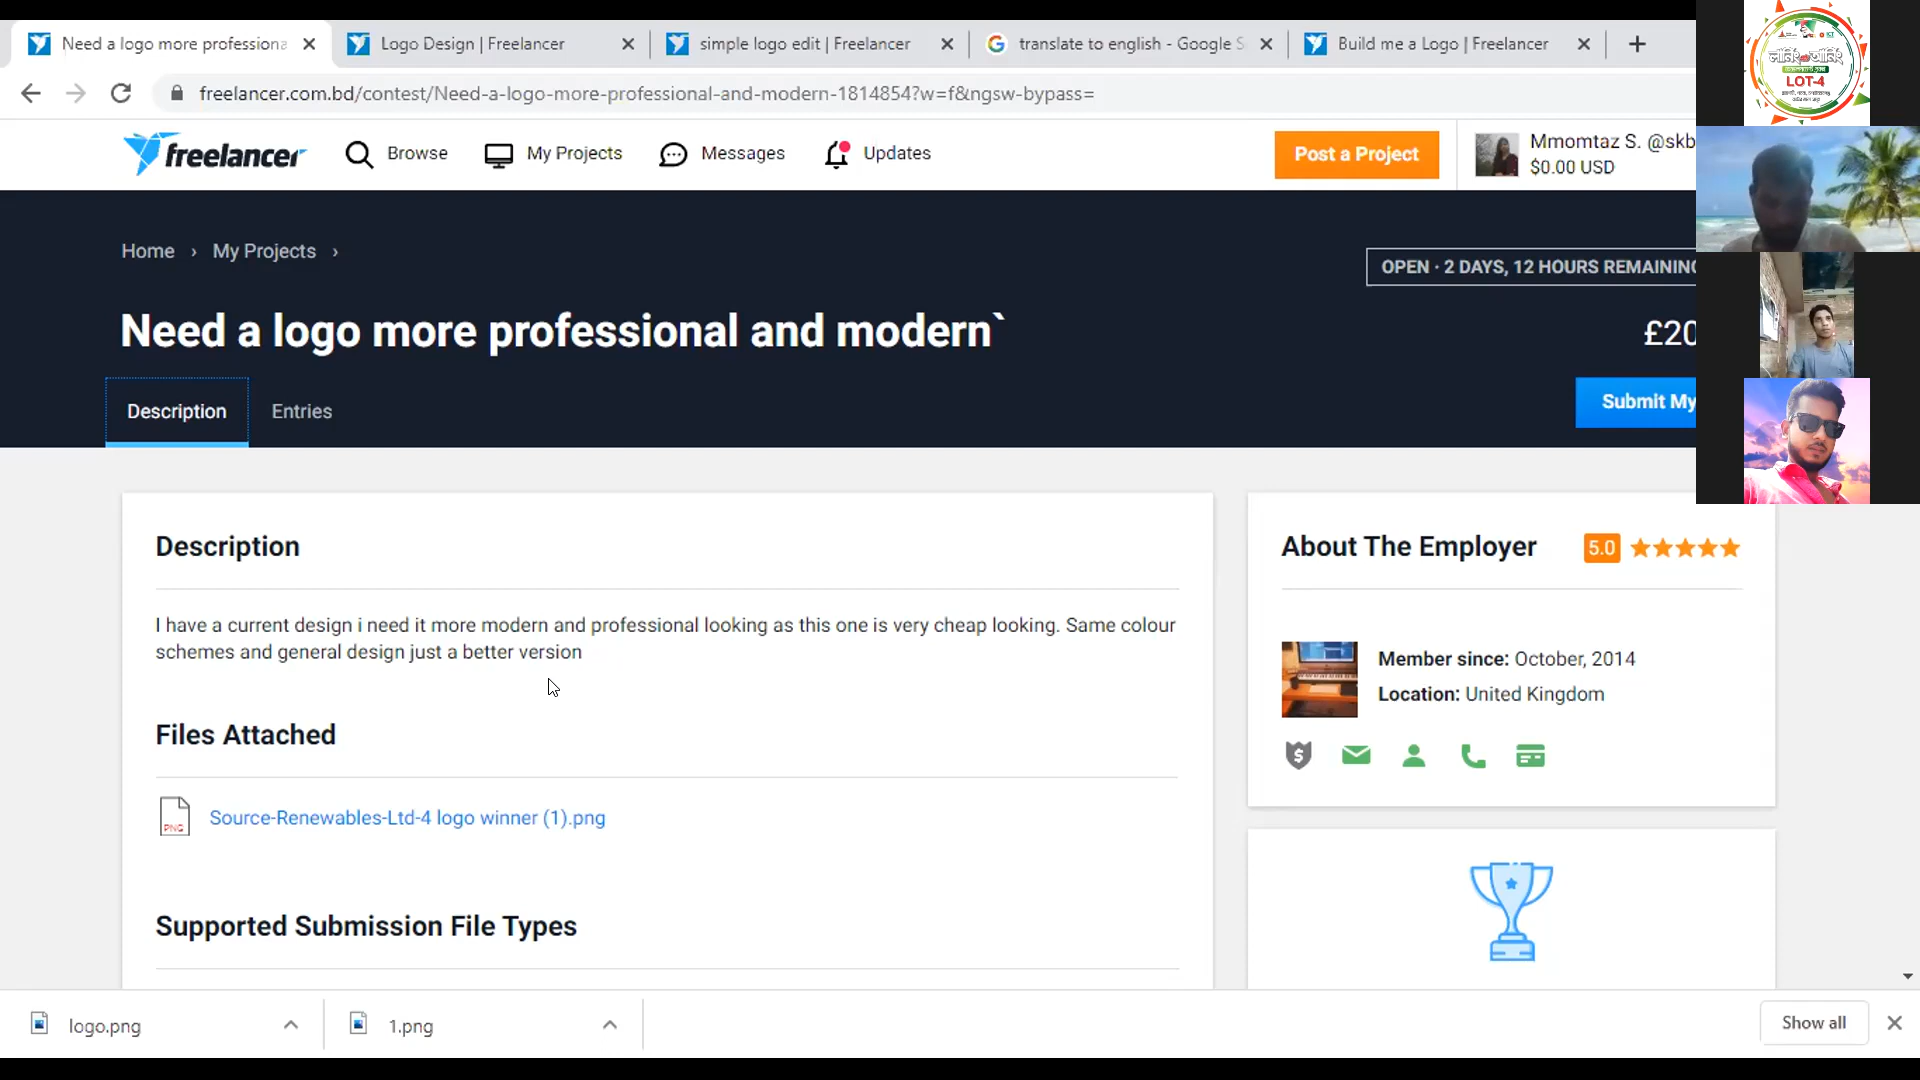 Need a logo more professiona
Logo Design | Freelancer
simple logo edit | Freelancer
translate to english - Google S
Build me a Logo | Freelancer
freelancer.com.bd/contest/Need-a-logo-more-professional-and-modern-1814854?w=f&ngsw-bypass=
LOT-4
freelancer
Browse
My Projects
Messages
Updates
Post a Project
Mmomtaz S. @skb
$0.00 USD
Home › My Projects ›
OPEN · 2 DAYS, 12 HOURS REMAINING
Need a logo more professional and modern`
£20
Description
Entries
Submit My
Description
I have a current design i need it more modern and professional looking as this one is very cheap looking. Same colour
schemes and general design just a better version
Files Attached
PNG
Source-Renewables-Ltd-4 logo winner (1).png
Supported Submission File Types
About The Employer
5.0
Member since: October, 2014
Location: United Kingdom
logo.png
1.png
Show all